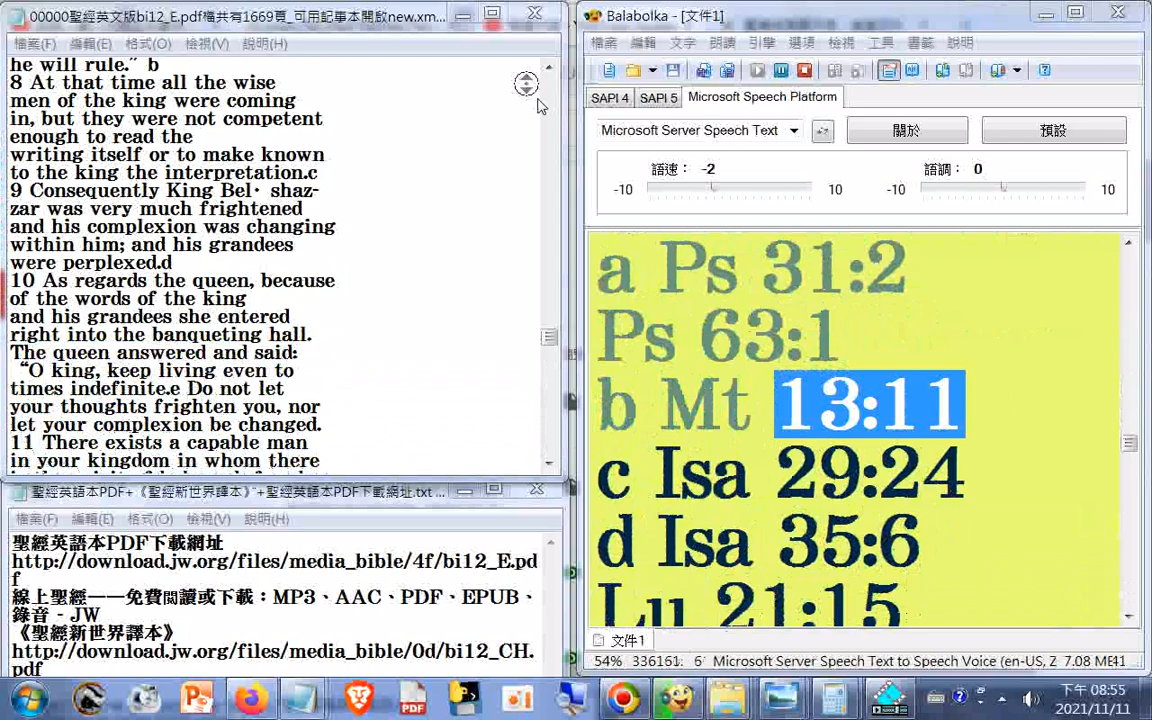 00000聖經英文版bi12_E.pdf檔共有1669頁_可用記事本開啟new.xm...
檔案(F) 編輯(E) 格式(O) 檢視(V) 說明(H)
he will rule.” b
8 At that time all the wise
men of the king were coming
in, but they were not competent
enough to read the
writing itself or to make known
to the king the interpretation.c
9 Consequently King Bel· shaz-
zar was very much frightened
and his complexion was changing
within him; and his grandees
were perplexed.d
10 As regards the queen, because
of the words of the king
and his grandees she entered
right into the banqueting hall.
The queen answered and said:
“O king, keep living even to
times indefinite.e Do not let
your thoughts frighten you, nor
let your complexion be changed.
11 There exists a capable man
in your kingdom in whom there
聖經英語本PDF+《聖經新世界譯本》"+聖經英語本PDF下載網址.txt ...
檔案(F) 編輯(E) 格式(O) 檢視(V) 說明(H)
聖經英語本PDF下載網址
http://download.jw.org/files/media_bible/4f/bi12_E.pd
f
線上聖經——免費閱讀或下載：MP3、AAC、PDF、EPUB、
錄音 - JW
《聖經新世界譯本》
http://download.jw.org/files/media_bible/0d/bi12_CH.
pdf
Balabolka - [文件1]
檔案 編輯 文字 朗讀 引擎 選項 檢視 工具 書籤 說明
SAPI 4 SAPI 5 Microsoft Speech Platform
Microsoft Server Speech Text 關於 預設
語速： -2 語調： 0
-10 10 -10 10
a Ps 31:2
Ps 63:1
b Mt 13:11
c Isa 29:24
d Isa 35:6
Lu 21:15
文件1
54% 336161: 6 Microsoft Server Speech Text to Speech Voice (en-US, Z 7.08 ME41
下午 08:55
2021/11/11